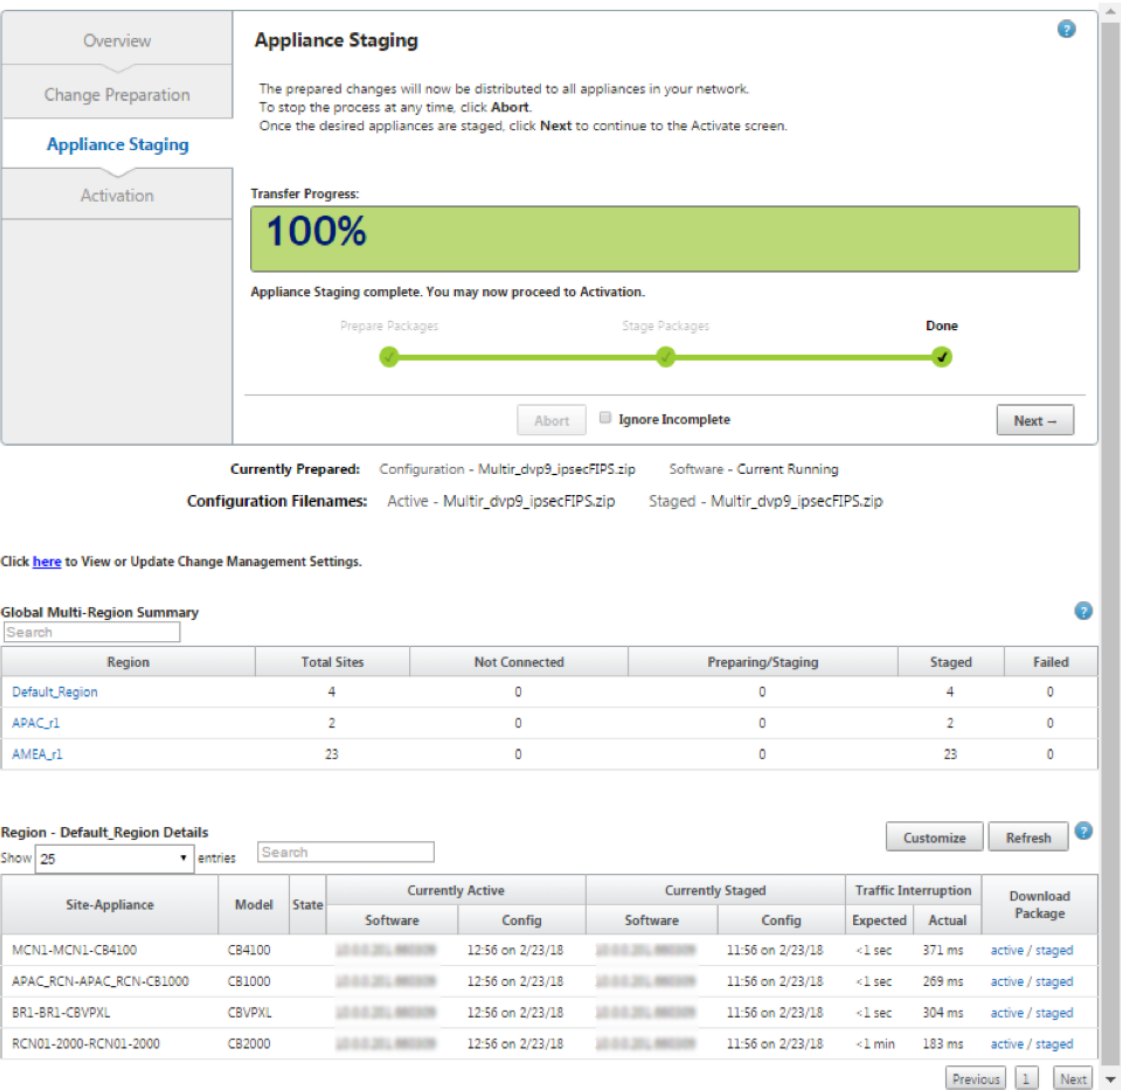 Overview
Change Preparation
Appliance Staging
Activation
Appliance Staging
The prepared changes will now be distributed to all appliances in your network.
To stop the process at any time, click Abort.
Once the desired appliances are staged, click Next to continue to the Activate screen.
Transfer Progress:
100%
Appliance Staging complete. You may now proceed to Activation.
Prepare Packages Stage Packages Done
Abort Ignore Incomplete Next →
Currently Prepared: Configuration - Multir_dvp9_ipsecFIPS.zip Software - Current Running
Configuration Filenames: Active - Multir_dvp9_ipsecFIPS.zip Staged - Multir_dvp9_ipsecFIPS.zip
Click here to View or Update Change Management Settings.
Global Multi-Region Summary
Search
Region Total Sites Not Connected Preparing/Staging Staged Failed
Default_Region 4 0 0 4 0
APAC_r1 2 0 0 2 0
AMEA_r1 23 0 0 23 0
Region - Default_Region Details Customize Refresh
Show 25 entries Search
Site-Appliance Model State Currently Active Currently Staged Traffic Interruption Download Package
Software Config Software Config Expected Actual
MCN1-MCN1-CB4100 CB4100 12:56 on 2/23/18 11:56 on 2/23/18 <1 sec 371 ms active / staged
APAC_RCN-APAC_RCN-CB1000 CB1000 12:56 on 2/23/18 11:56 on 2/23/18 <1 sec 269 ms active / staged
BR1-BR1-CBVPXL CBVPXL 12:56 on 2/23/18 11:56 on 2/23/18 <1 sec 304 ms active / staged
RCN01-2000-RCN01-2000 CB2000 12:56 on 2/23/18 11:56 on 2/23/18 <1 min 183 ms active / staged
Previous 1 Next